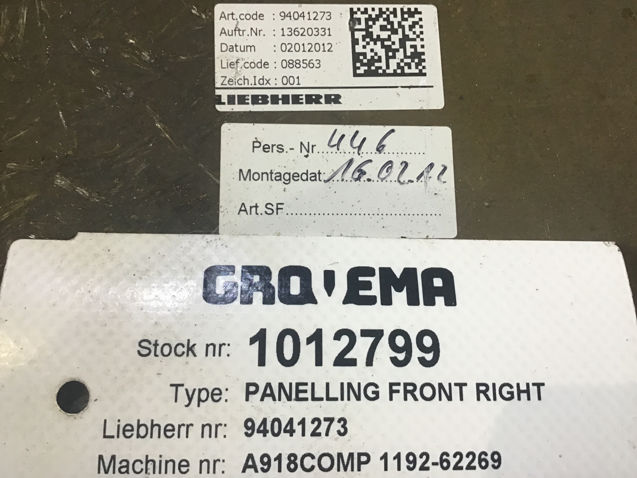 Art.code : 94041273
Auftr.Nr. : 13620331
Datum : 02012012
Lief.code : 088563
Zeich.Idx : 001
LIEBHERR
Pers.- Nr. 446
Montagedat. 16.02.12
Art.SF
GROVEMA
Stock nr: 1012799
Type: PANELLING FRONT RIGHT
Liebherr nr: 94041273
Machine nr: A918COMP 1192-62269